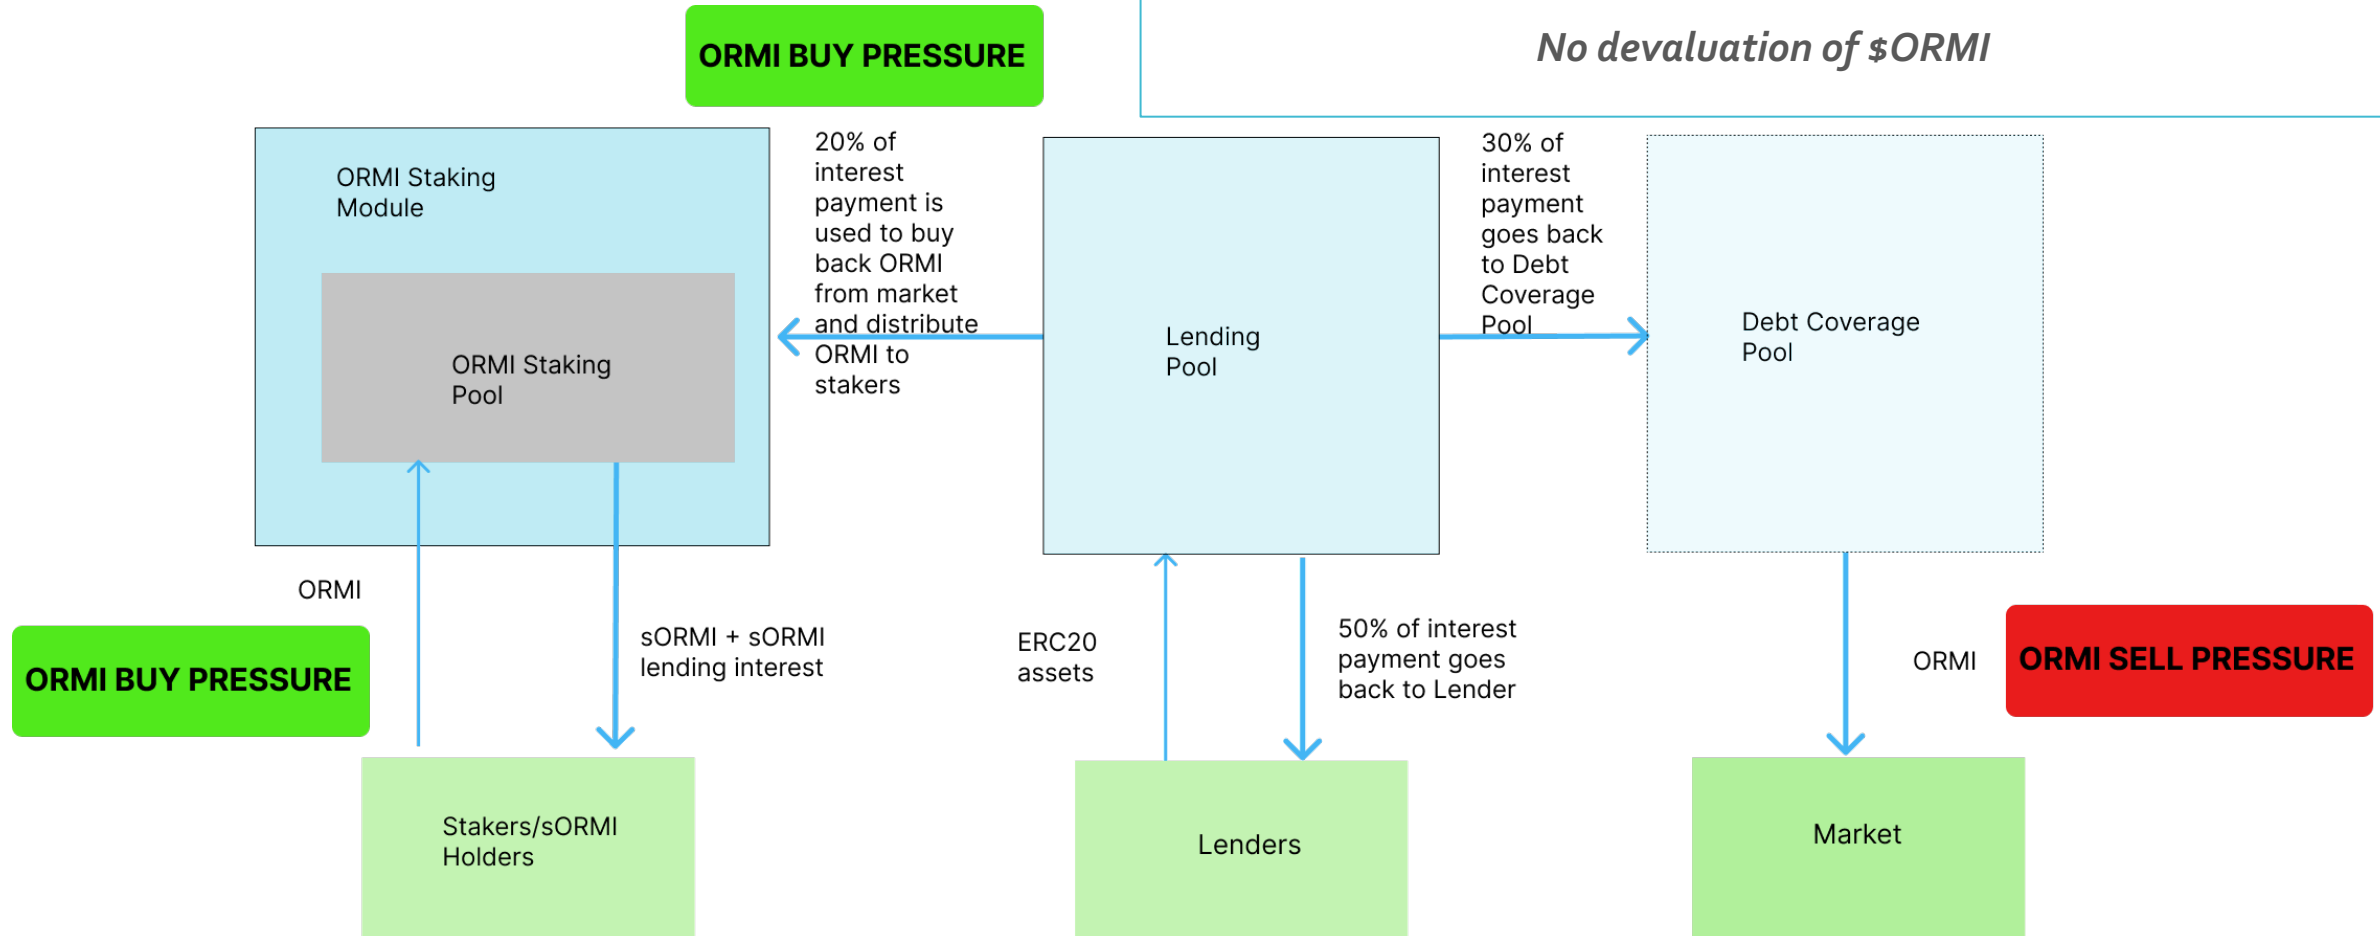 ORMI BUY PRESSURE
No devaluation of $ORMI
ORMI Staking
Module
ORMI Staking
Pool
20% of
interest
payment is
used to buy
back ORMI
from market
and distribute
ORMI to
stakers
Lending
Pool
30% of
interest
payment
goes back
to Debt
Coverage
Pool
Debt Coverage
Pool
ORMI
ORMI BUY PRESSURE
sORMI + sORMI
lending interest
ERC20
assets
50% of interest
payment goes
back to Lender
ORMI
ORMI SELL PRESSURE
Stakers/sORMI
Holders
Lenders
Market